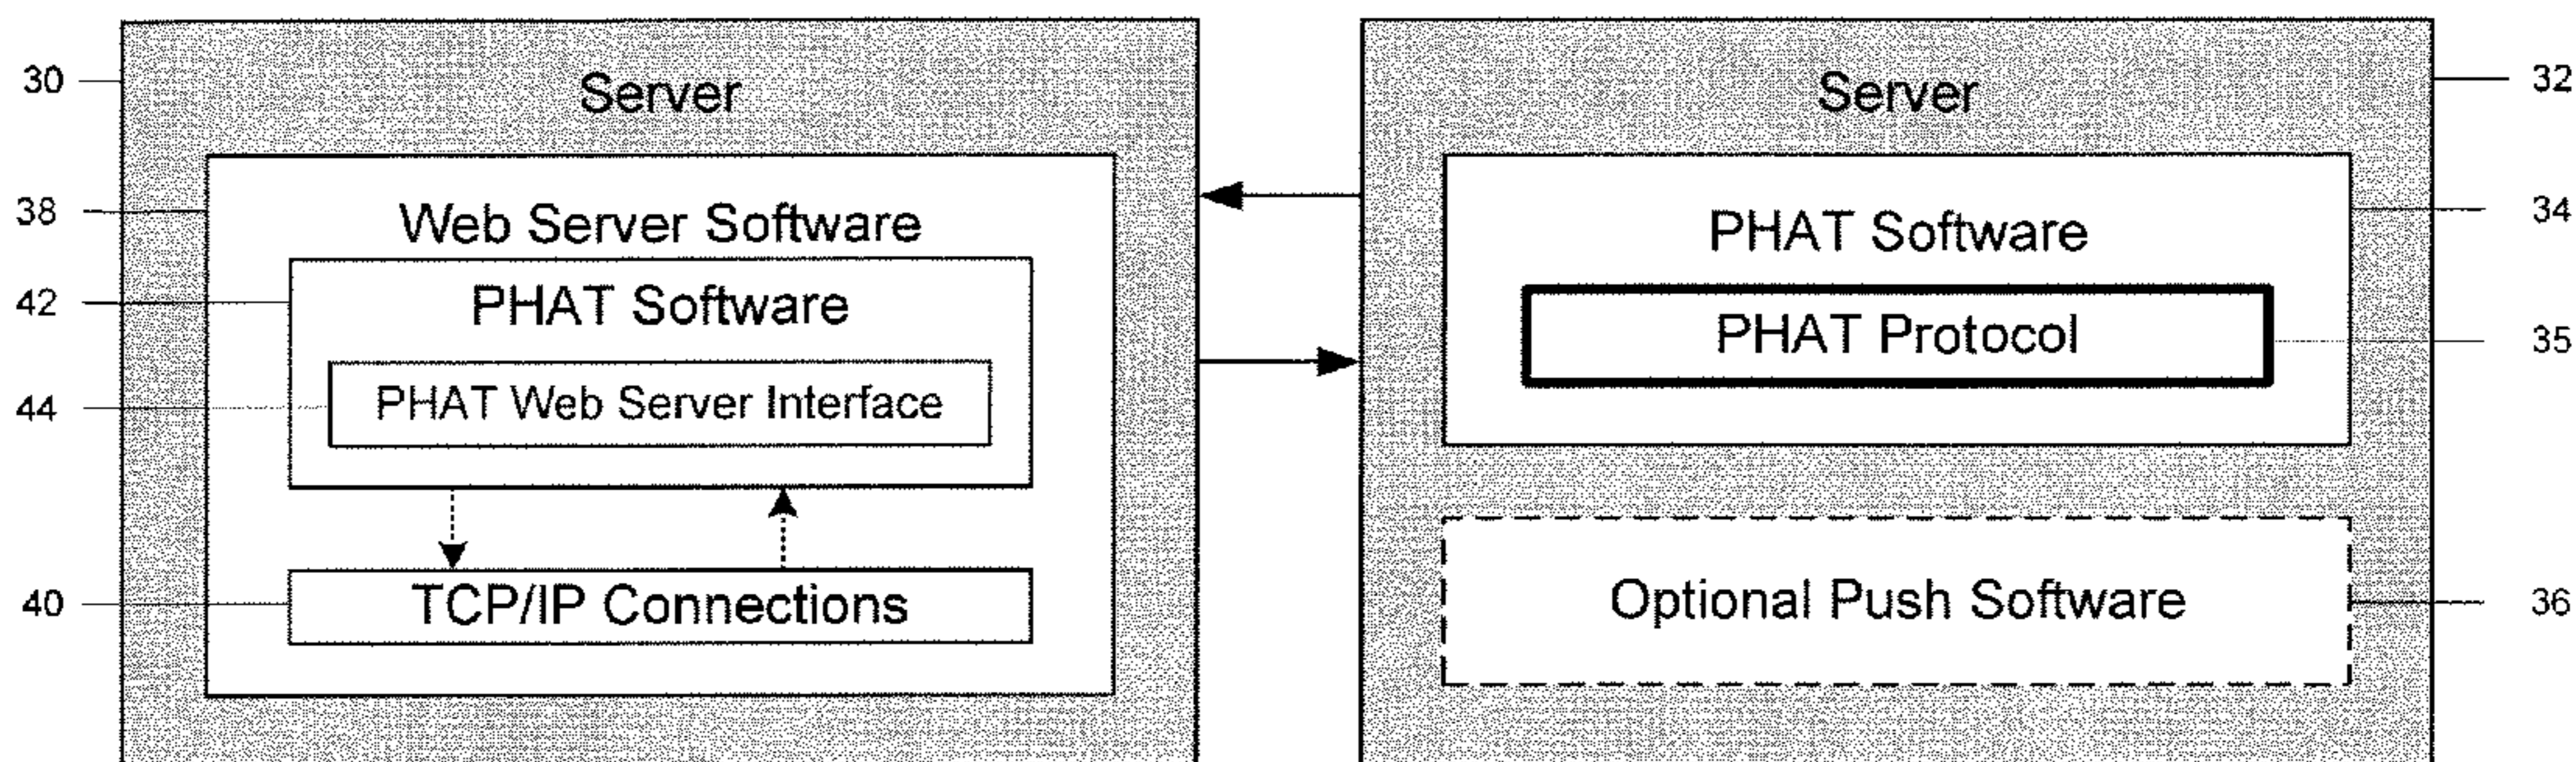 30
Server
38
Web Server Software
42
PHAT Software
44
PHAT Web Server Interface
40
TCP/IP Connections
Server
32
PHAT Software
34
PHAT Protocol
35
Optional Push Software
36